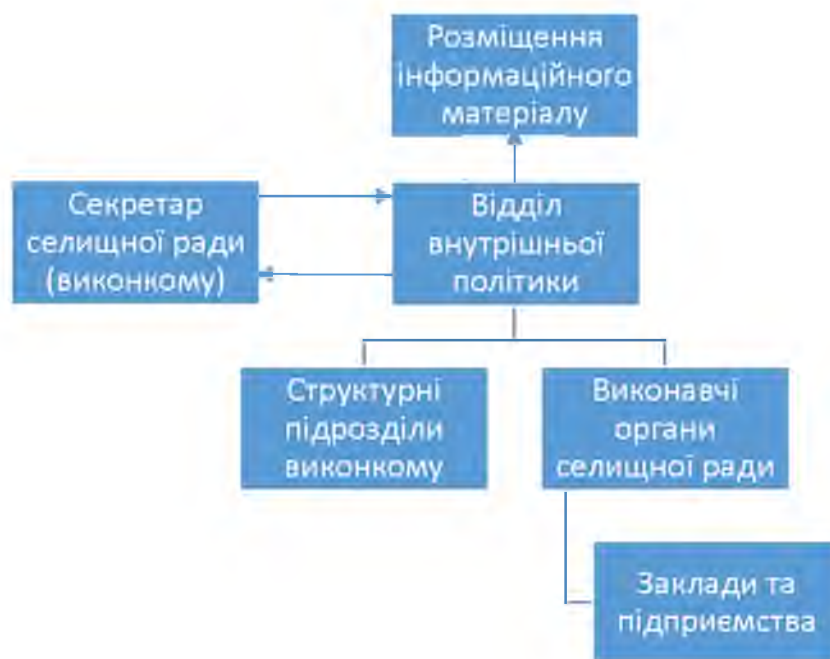 Розміщення
інформаційного
матеріалу
Секретар
селищної ради
(виконкому)
Відділ
внутрішньої
політики
Структурні
підрозділи
виконкому
Виконавчі
органи
селищної ради
Заклади та
підприємства